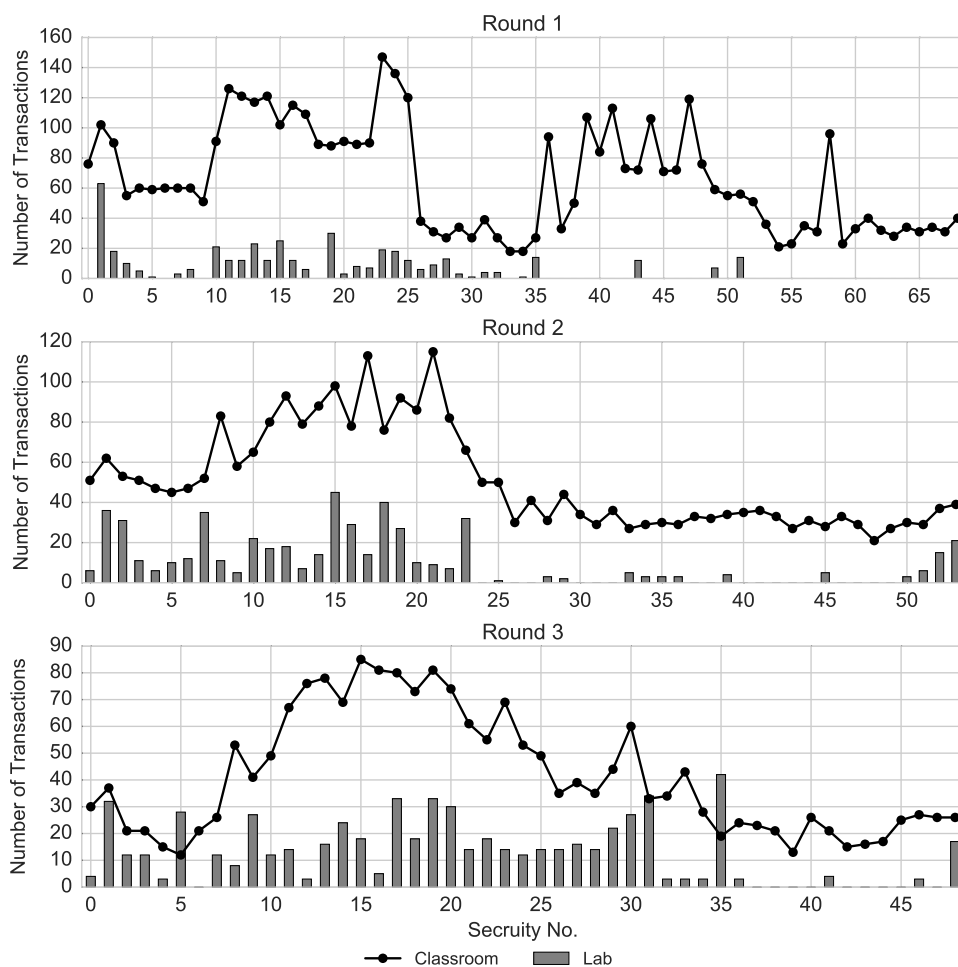 Round 1
Number of Transactions
160
140
120
100
80
60
40
20
0
0 5 10 15 20 25 30 35 40 45 50 55 60 65
Round 2
Number of Transactions
120
100
80
60
40
20
0
0 5 10 15 20 25 30 35 40 45 50
Round 3
Number of Transactions
90
80
70
60
50
40
30
20
10
0
0 5 10 15 20 25 30 35 40 45
Secruity No.
Classroom Lab